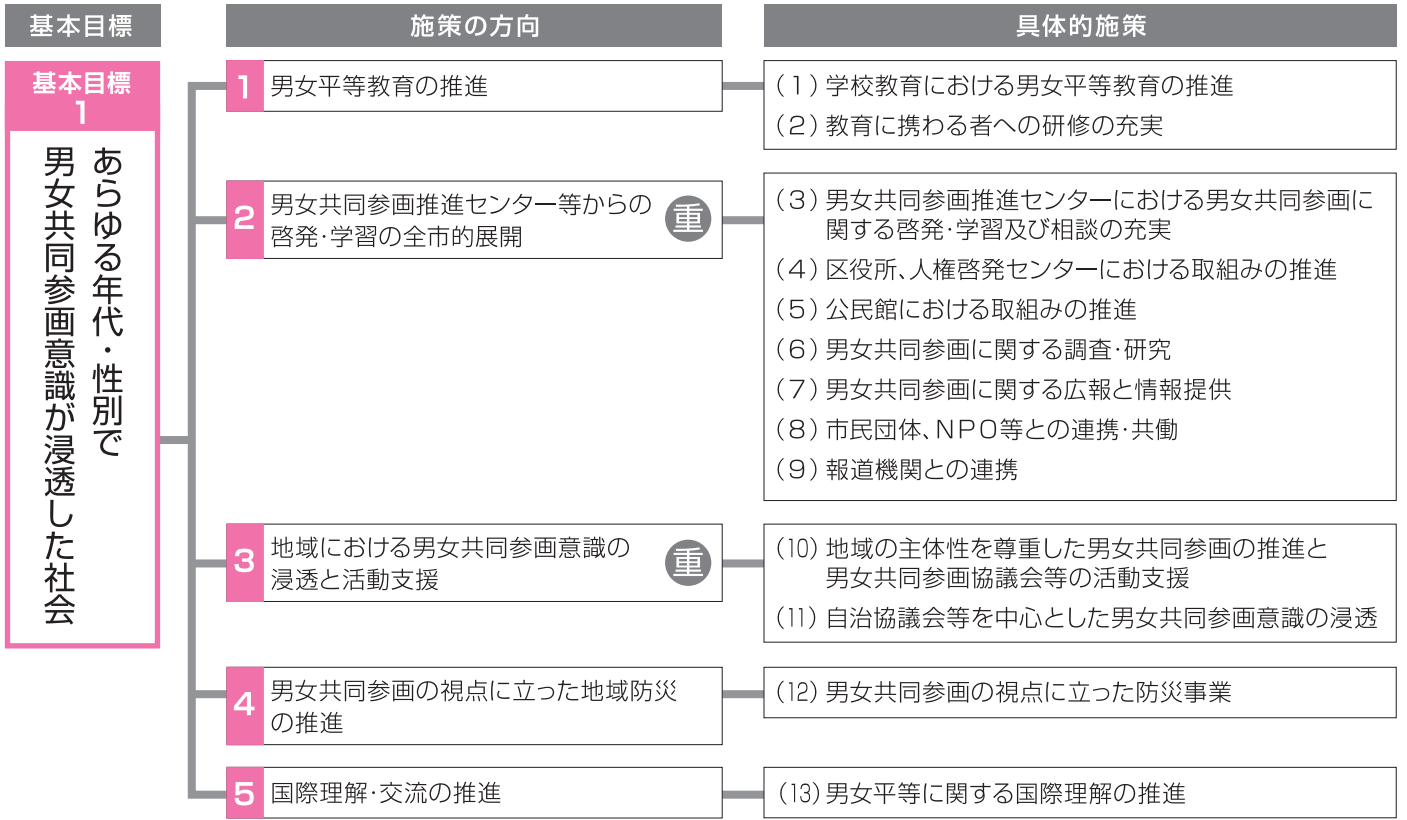 基本目標
施策の方向
具体的施策
基本目標
1
あらゆる年代・性別で
男女共同参画意識が浸透した社会
1
男女平等教育の推進
(1)学校教育における男女平等教育の推進
(2)教育に携わる者への研修の充実
2
男女共同参画推進センター等からの
啓発・学習の全市的展開
重
(3)男女共同参画推進センターにおける男女共同参画に
関する啓発・学習及び相談の充実
(4)区役所、人権啓発センターにおける取組みの推進
(5)公民館における取組みの推進
(6)男女共同参画に関する調査・研究
(7)男女共同参画に関する広報と情報提供
(8)市民団体、NPO等との連携・共働
(9)報道機関との連携
3
地域における男女共同参画意識の
浸透と活動支援
重
(10)地域の主体性を尊重した男女共同参画の推進と
男女共同参画協議会等の活動支援
(11)自治協議会等を中心とした男女共同参画意識の浸透
4
男女共同参画の視点に立った地域防災
の推進
(12)男女共同参画の視点に立った防災事業
5
国際理解・交流の推進
(13)男女平等に関する国際理解の推進